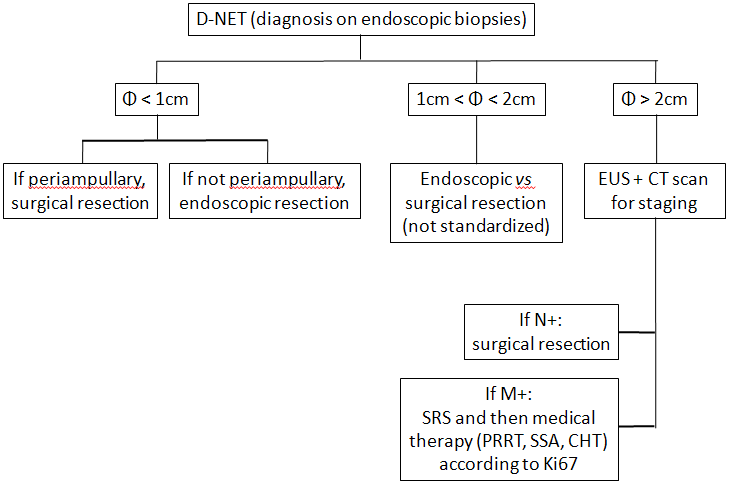 D-NET (diagnosis on endoscopic biopsies)
Φ < 1cm
1cm < Φ < 2cm
Φ > 2cm
If periampullary,
surgical resection
If not periampullary,
endoscopic resection
Endoscopic vs
surgical resection
(not standardized)
EUS + CT scan
for staging
If N+:
surgical resection
If M+:
SRS and then medical
therapy (PRRT, SSA, CHT)
according to Ki67